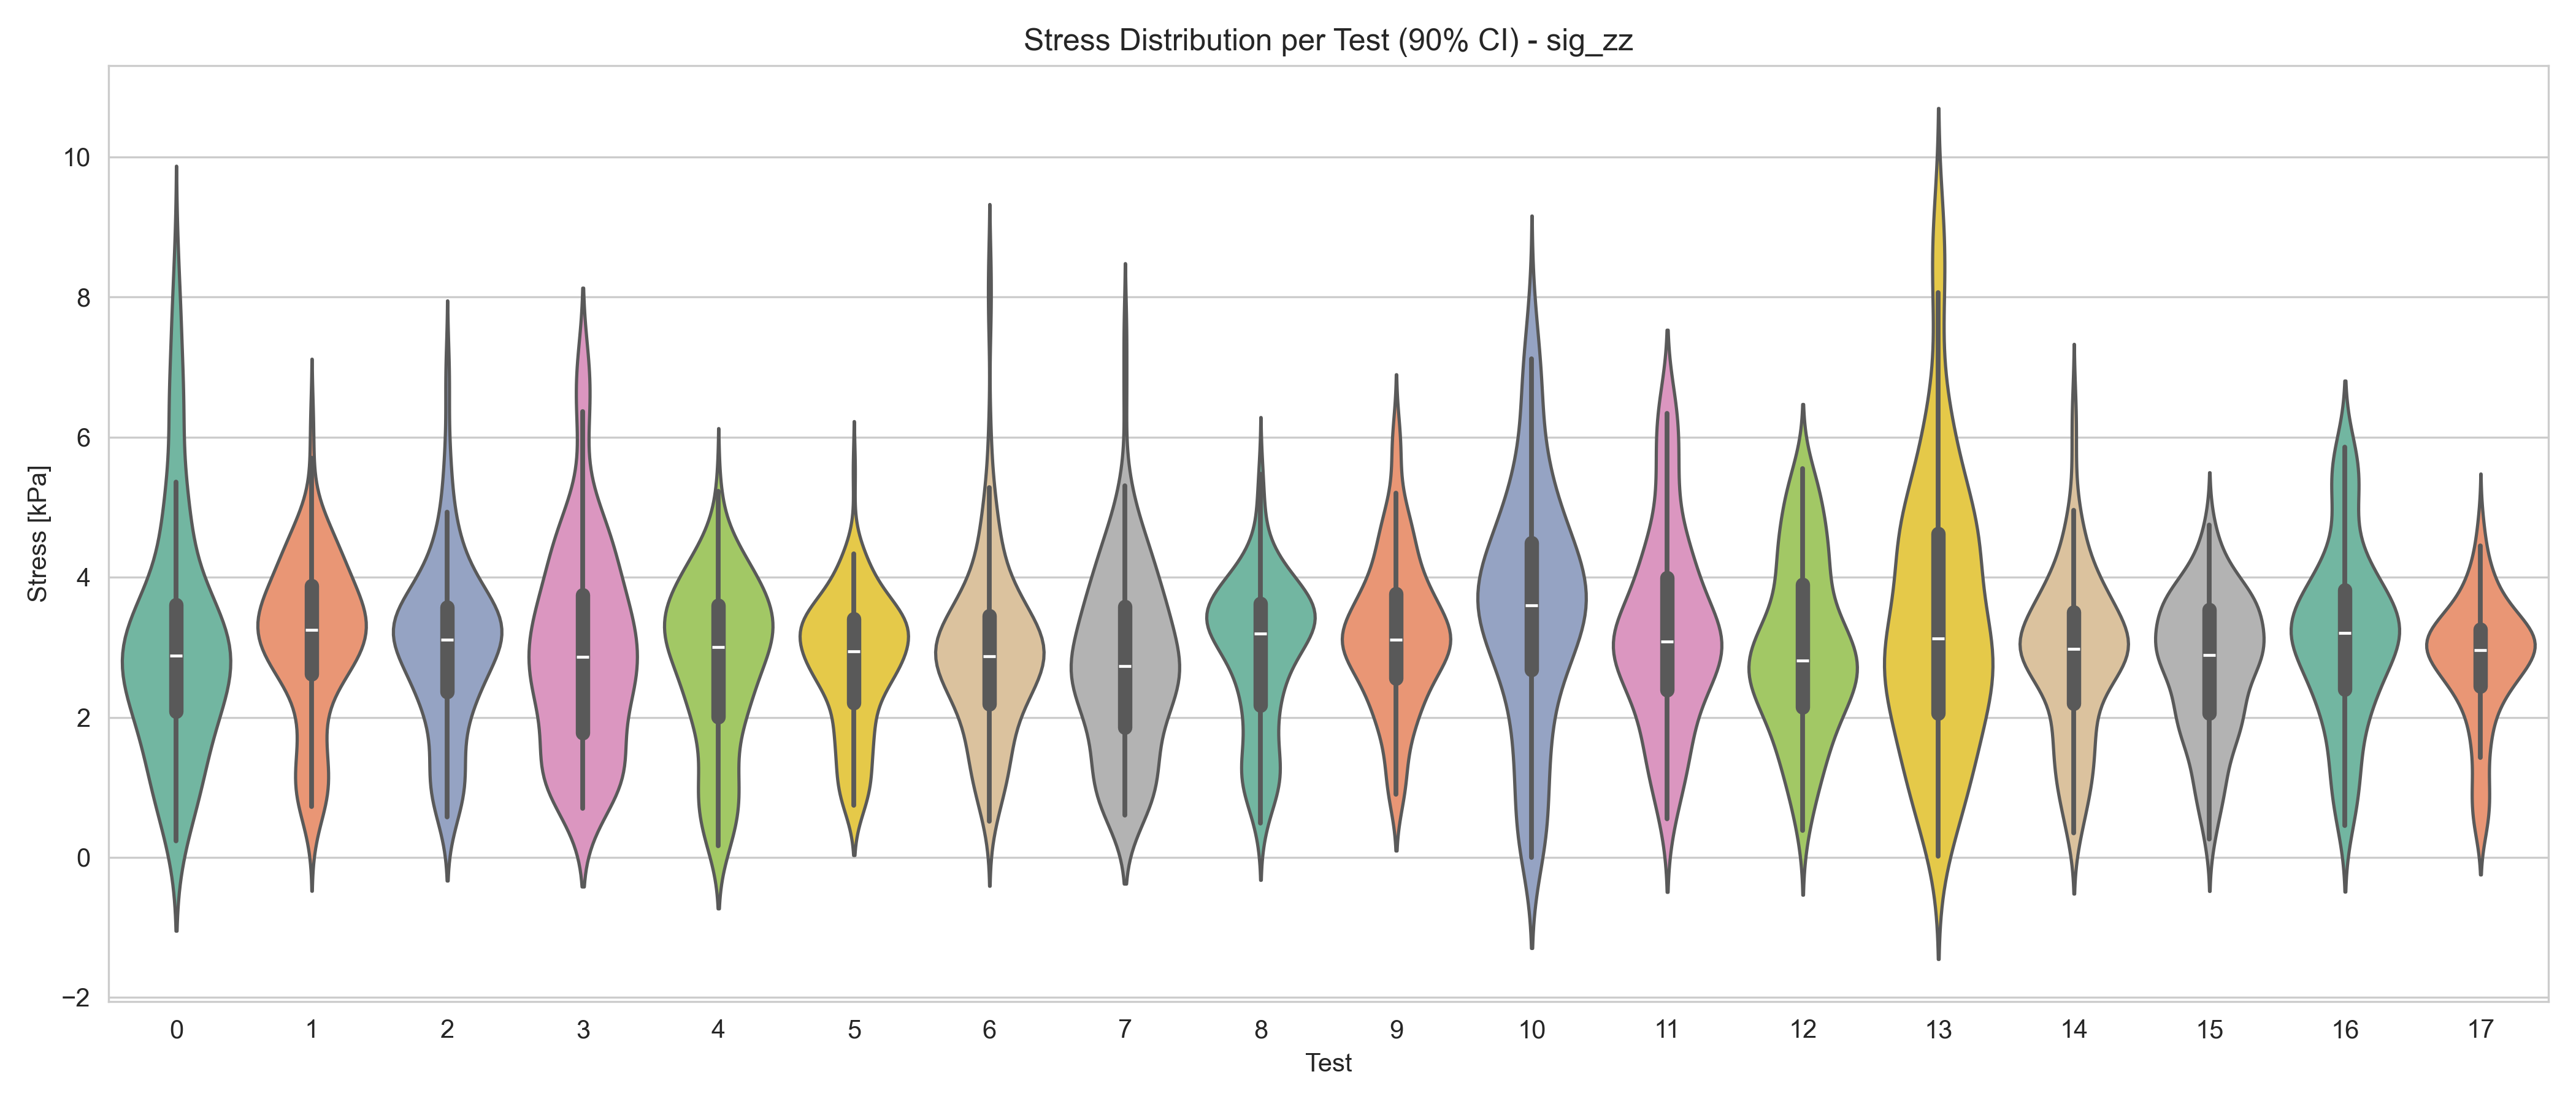 Stress Distribution per Test (90% CI) - sig_zz
Stress [kPa]
10
8
6
4
2
0
−2
0 1 2 3 4 5 6 7 8 9 10 11 12 13 14 15 16 17
Test